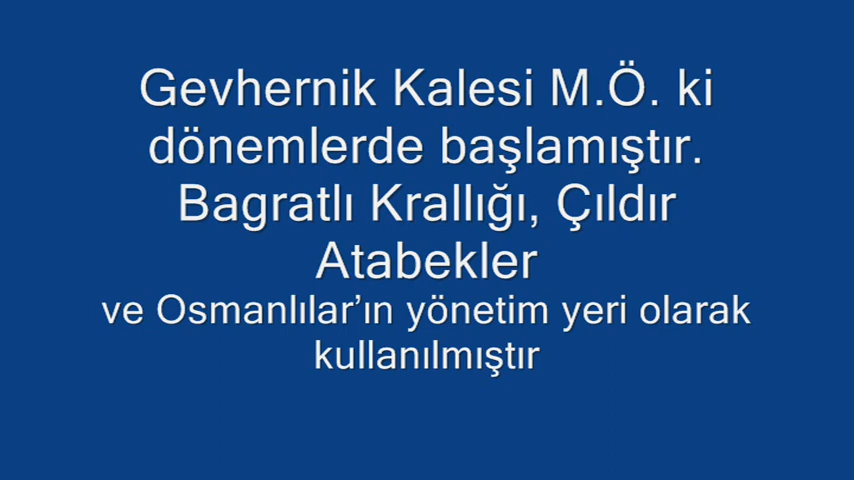 Gevhernik Kalesi M.Ö. ki
dönemlerde başlamıştır.
Bagratlı Krallığı, Çıldır
Atabekler
ve Osmanlılar’ın yönetim yeri olarak
kullanılmıştır